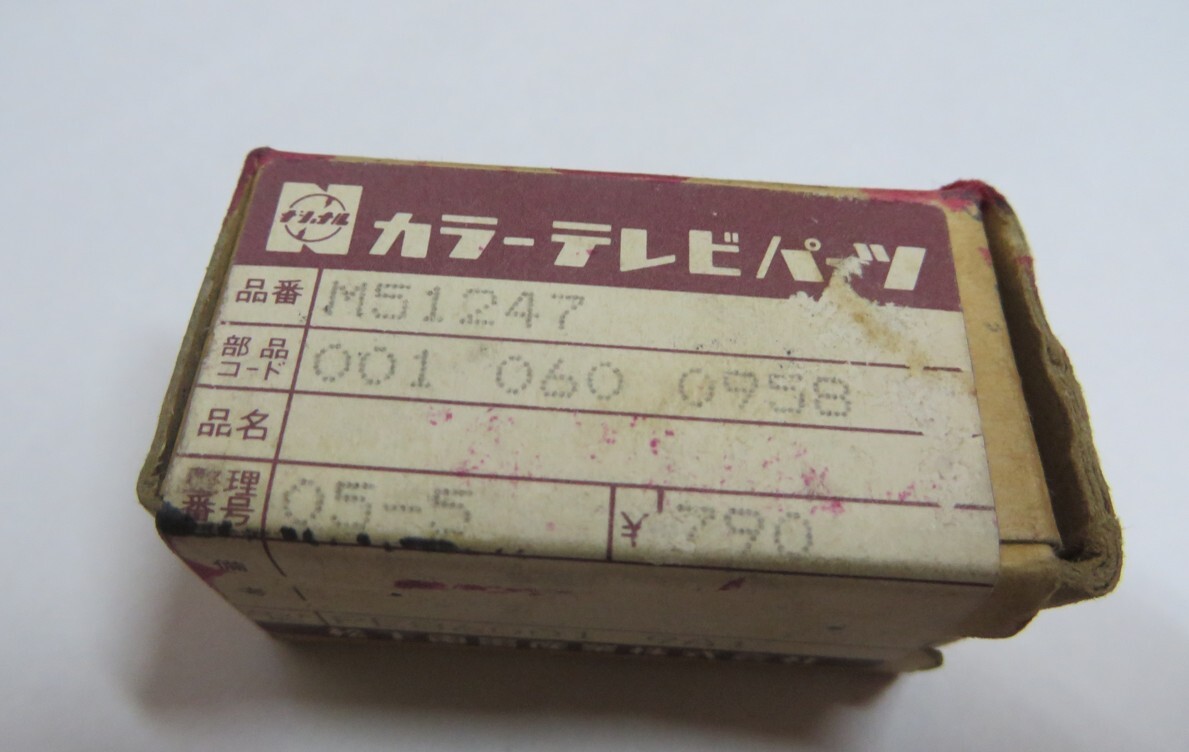 ナショナル カラーテレビパーツ
品番 M51247
部品コード 001 060 0958
品名
整理番号 05-5 ¥ 790